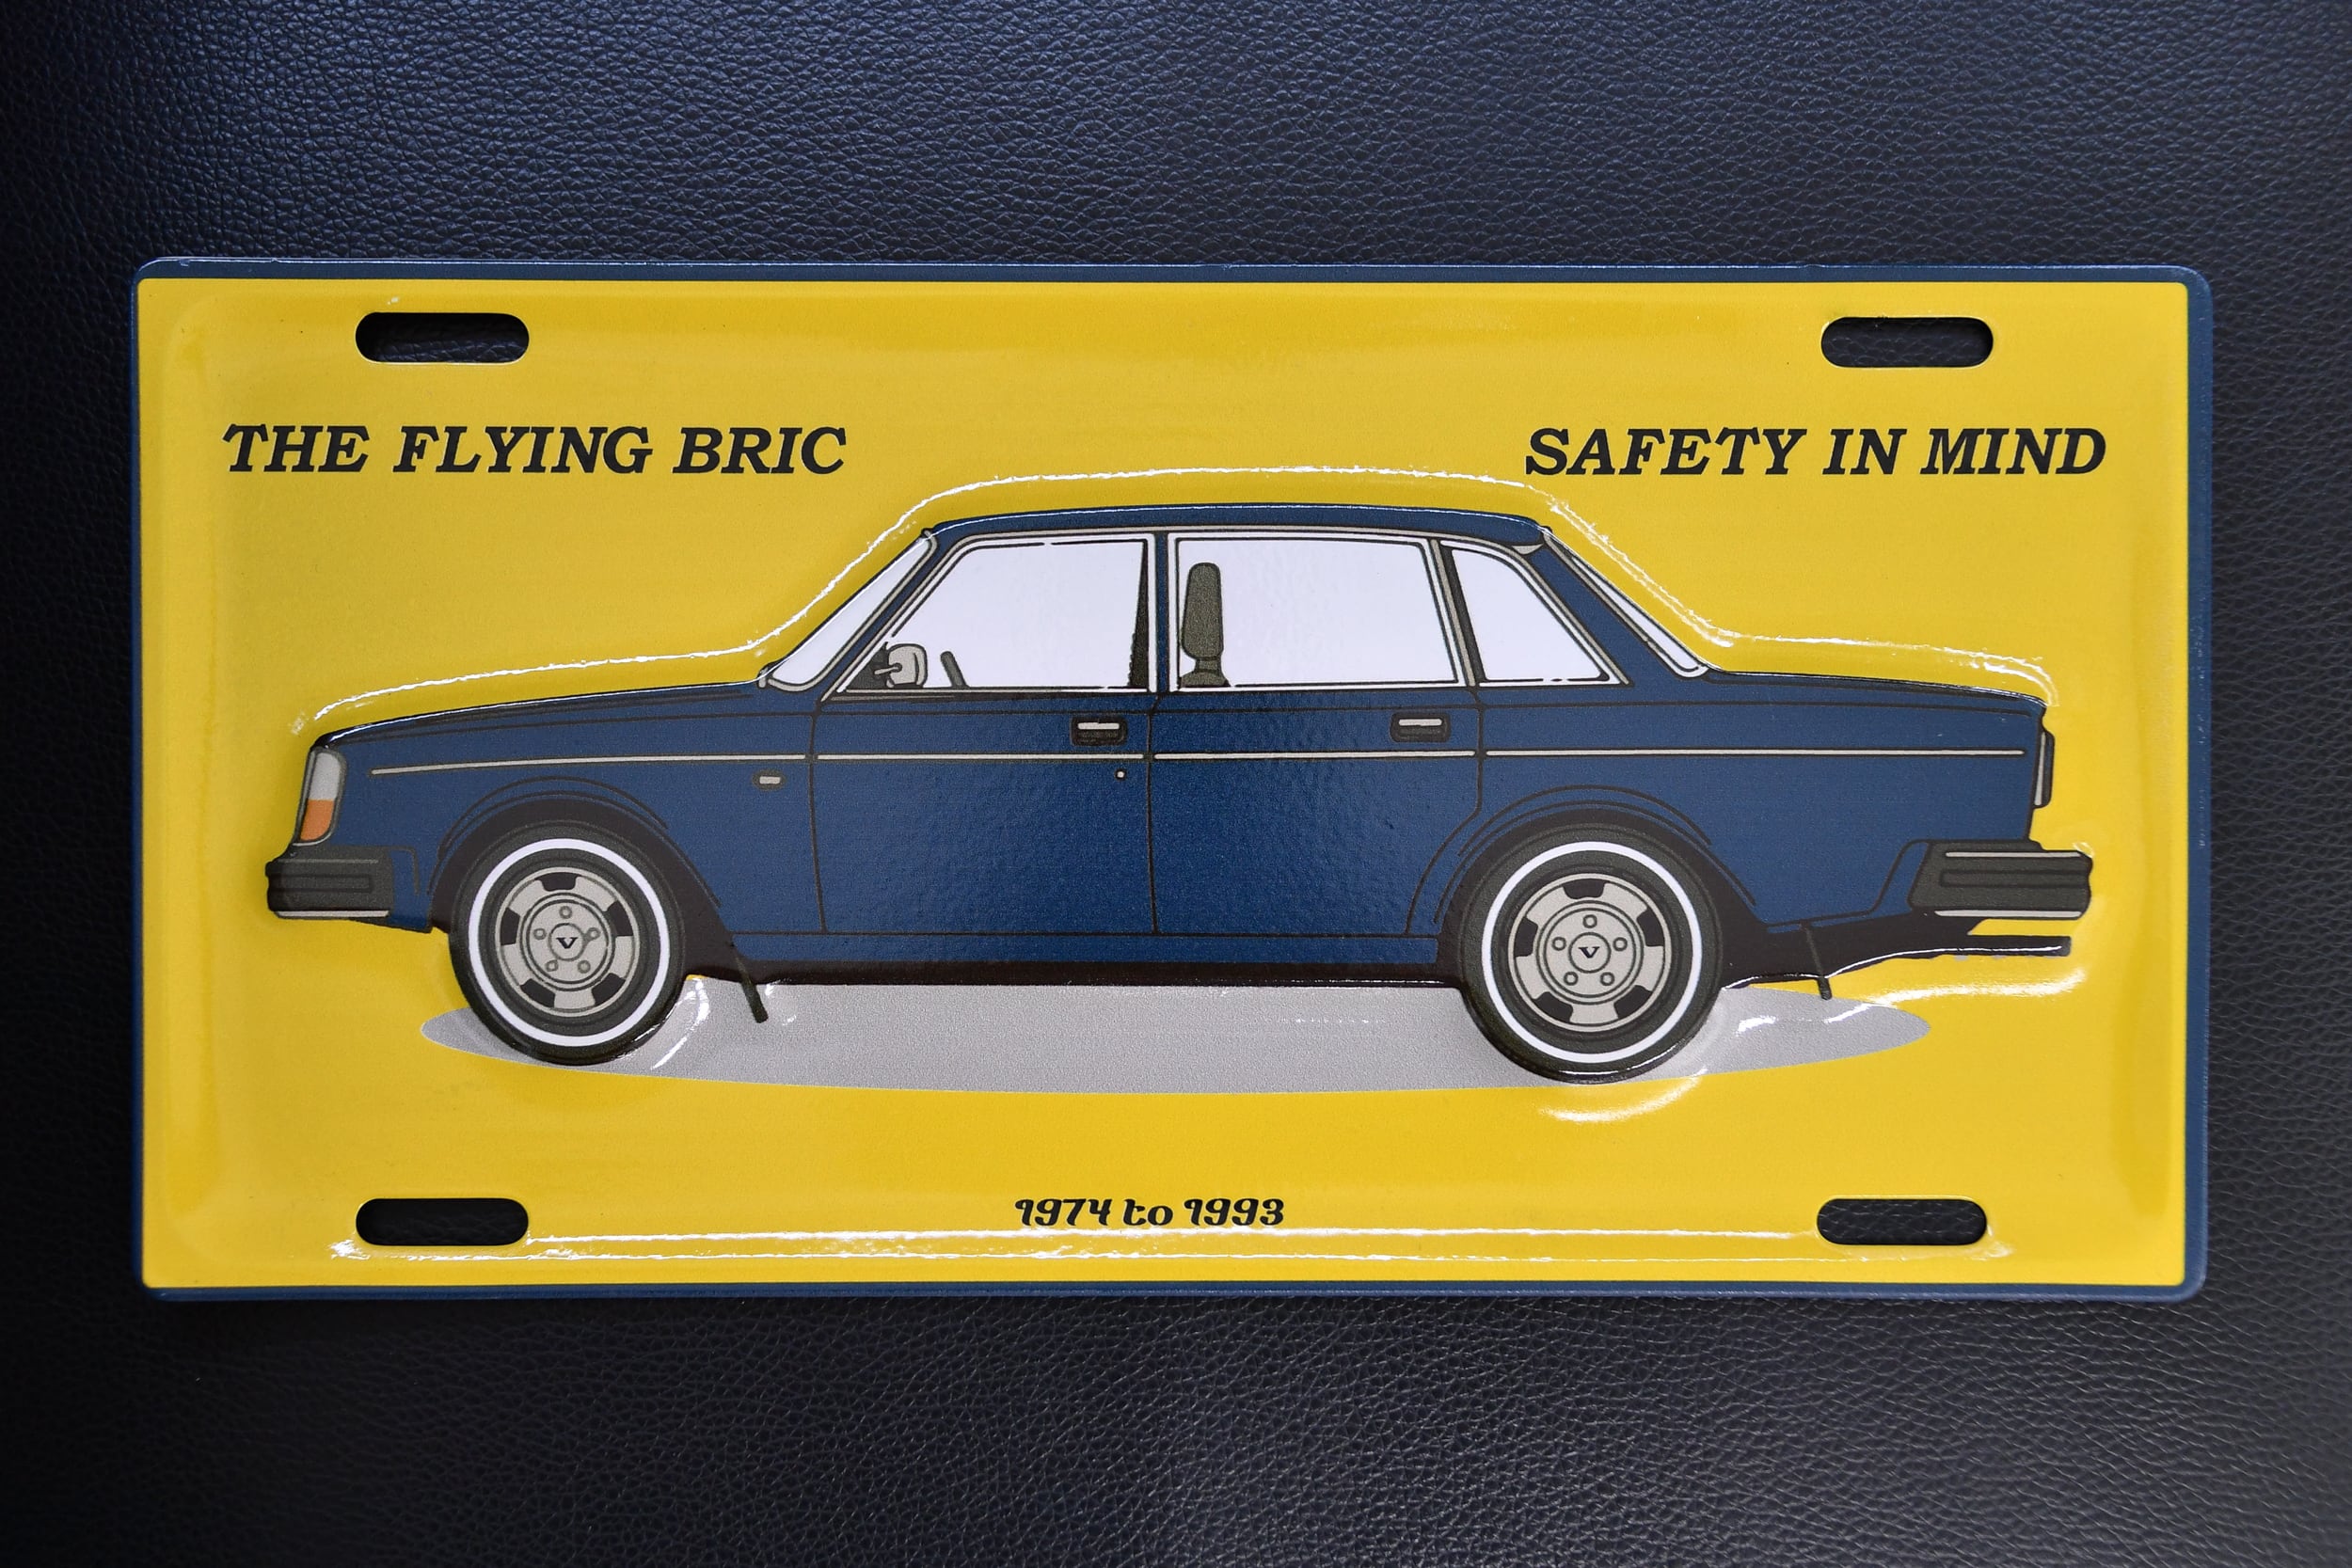 THE FLYING BRIC
SAFETY IN MIND
V
V
1974 to 1993